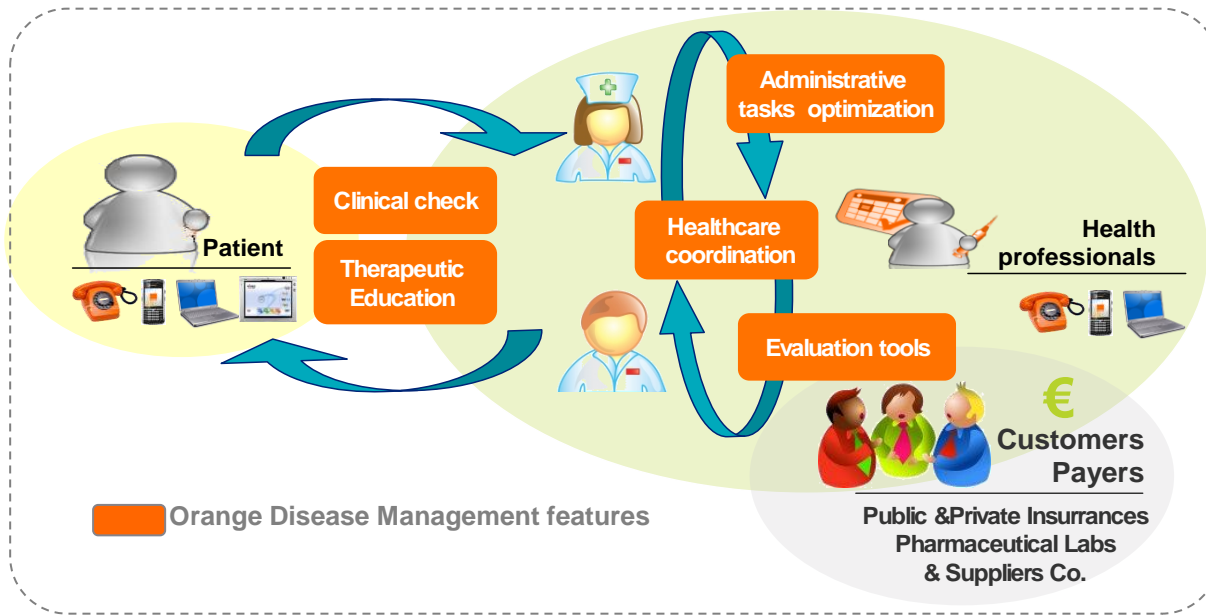 Administrative
tasks optimization
Clinical check
Patient
Therapeutic
Education
Healthcare
coordination
Health
professionals
Evaluation tools
€
Customers
Payers
Public &Private Insurrances
Pharmaceutical Labs
& Suppliers Co.
Orange Disease Management features